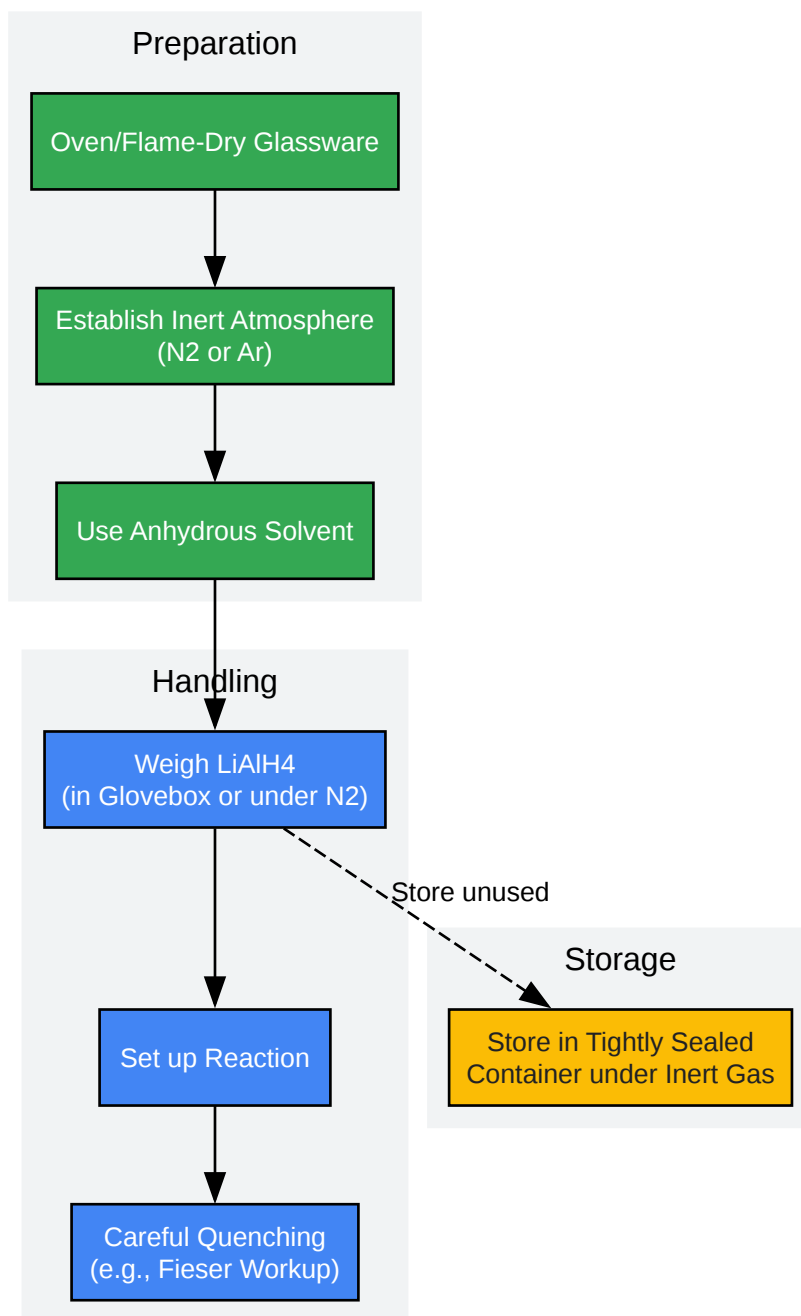 Preparation
Oven/Flame-Dry Glassware
Establish Inert Atmosphere
(N2 or Ar)
Use Anhydrous Solvent
Handling
Weigh LiAlH4
(in Glovebox or under N2)
Store unused
Storage
Store in Tightly Sealed
Container under Inert Gas
Set up Reaction
Careful Quenching
(e.g., Fieser Workup)